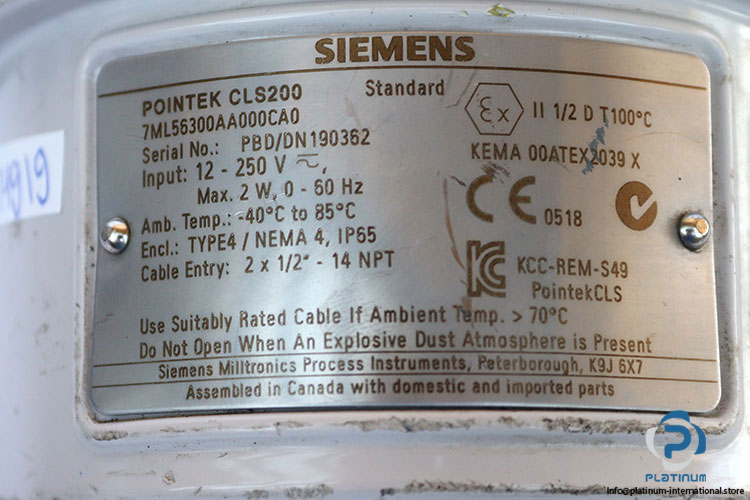 SIEMENS
POINTEK CLS200 Standard
7ML56300AA000CA0
Serial No.: PBD/DN190362
Input: 12 - 250 V ⎓,
Max. 2 W, 0 - 60 Hz
Amb. Temp.: -40°C to 85°C
Encl.: TYPE4 / NEMA 4, IP65
Cable Entry: 2 x 1/2" - 14 NPT
Ex II 1/2 D T100°C
KEMA 00ATEX2039 X
CE 0518
KC KCC-REM-S49
PointekCLS
Use Suitably Rated Cable If Ambient Temp. > 70°C
Do Not Open When An Explosive Dust Atmosphere is Present
Siemens Milltronics Process Instruments, Peterborough, K9J 6X7
Assembled in Canada with domestic and imported parts
PLATINUM
info@platinum-international.store